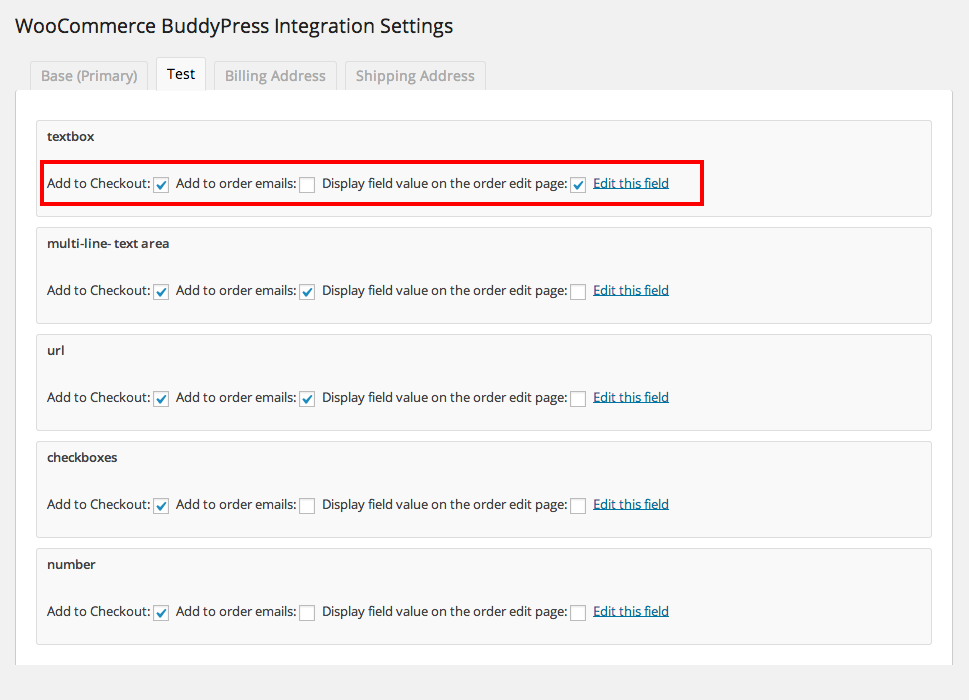 WooCommerce BuddyPress Integration Settings
Base (Primary) Test Billing Address Shipping Address
textbox
Add to Checkout: Add to order emails: Display field value on the order edit page: Edit this field
multi-line- text area
Add to Checkout: Add to order emails: Display field value on the order edit page: Edit this field
url
Add to Checkout: Add to order emails: Display field value on the order edit page: Edit this field
checkboxes
Add to Checkout: Add to order emails: Display field value on the order edit page: Edit this field
number
Add to Checkout: Add to order emails: Display field value on the order edit page: Edit this field